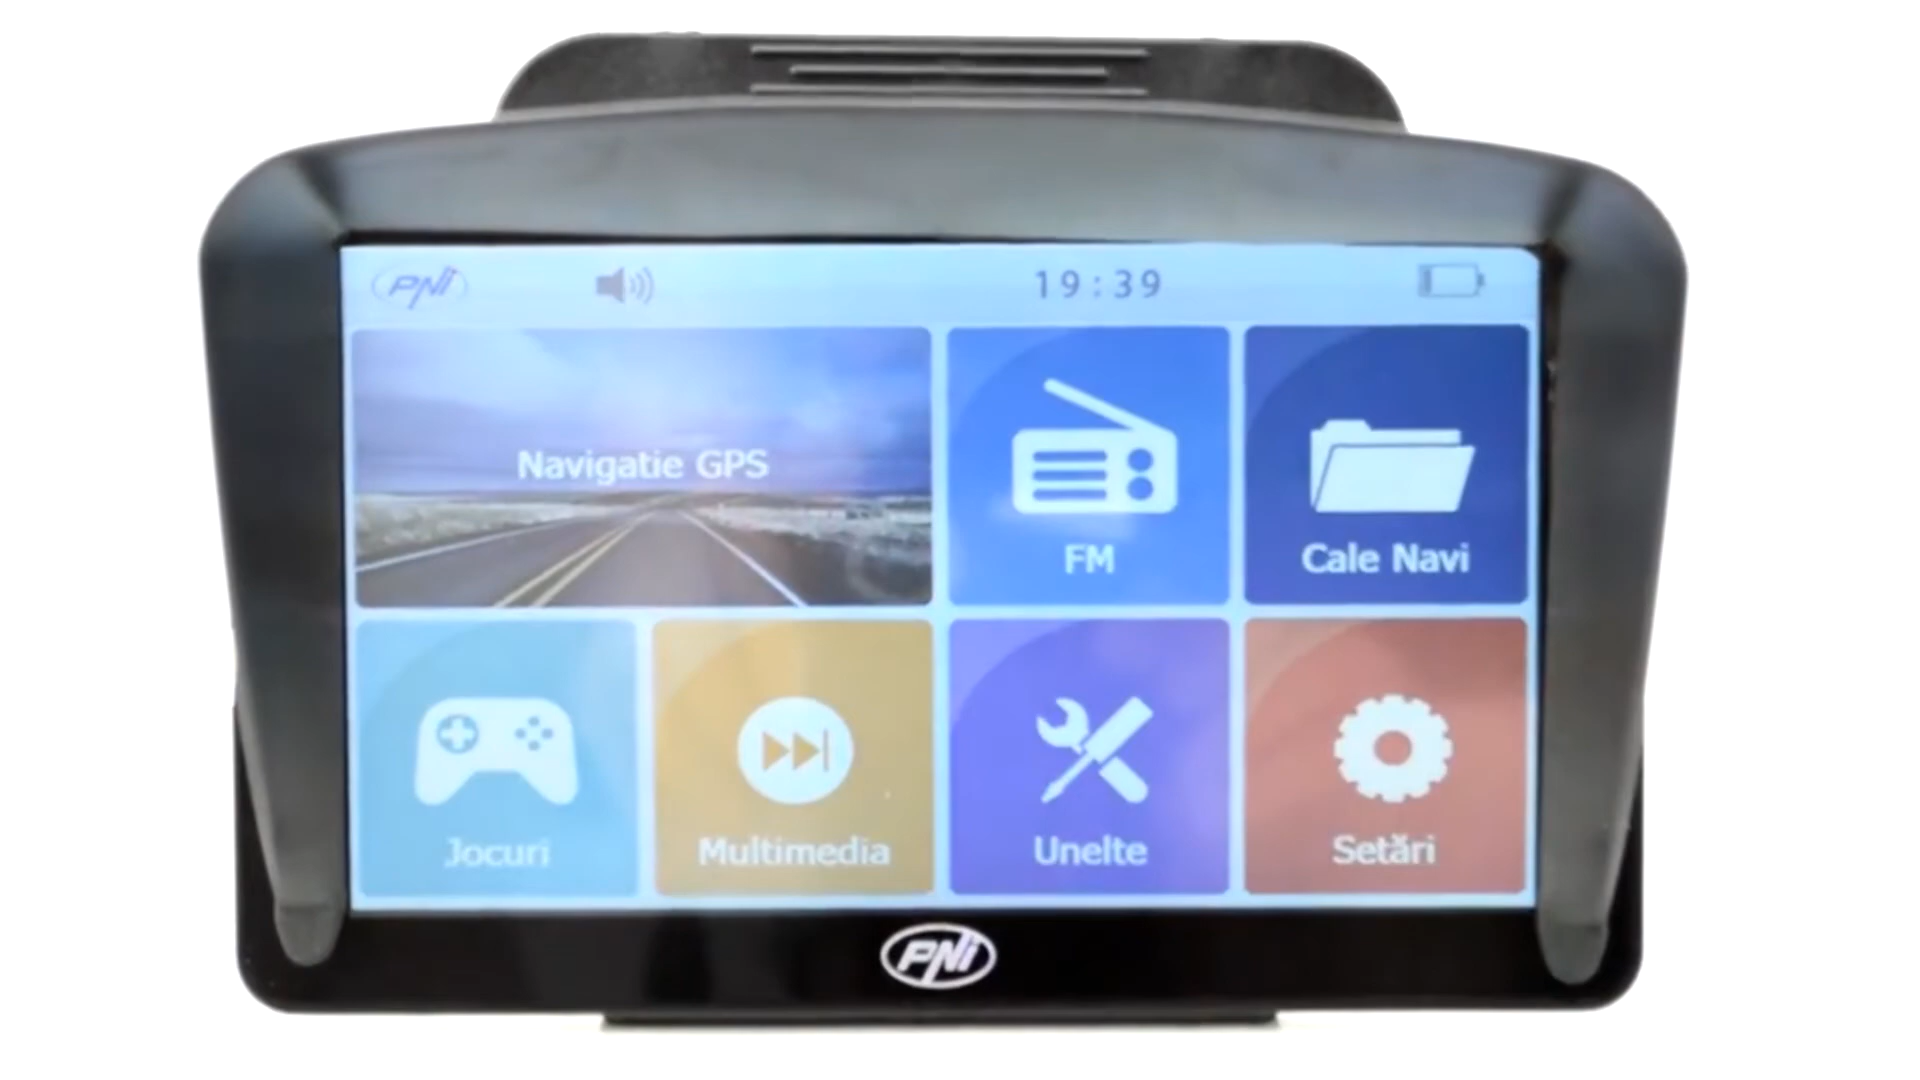 PNI
19:39
Navigatie GPS
FM
Cale Navi
Jocuri
Multimedia
Unelte
Setări
PNI